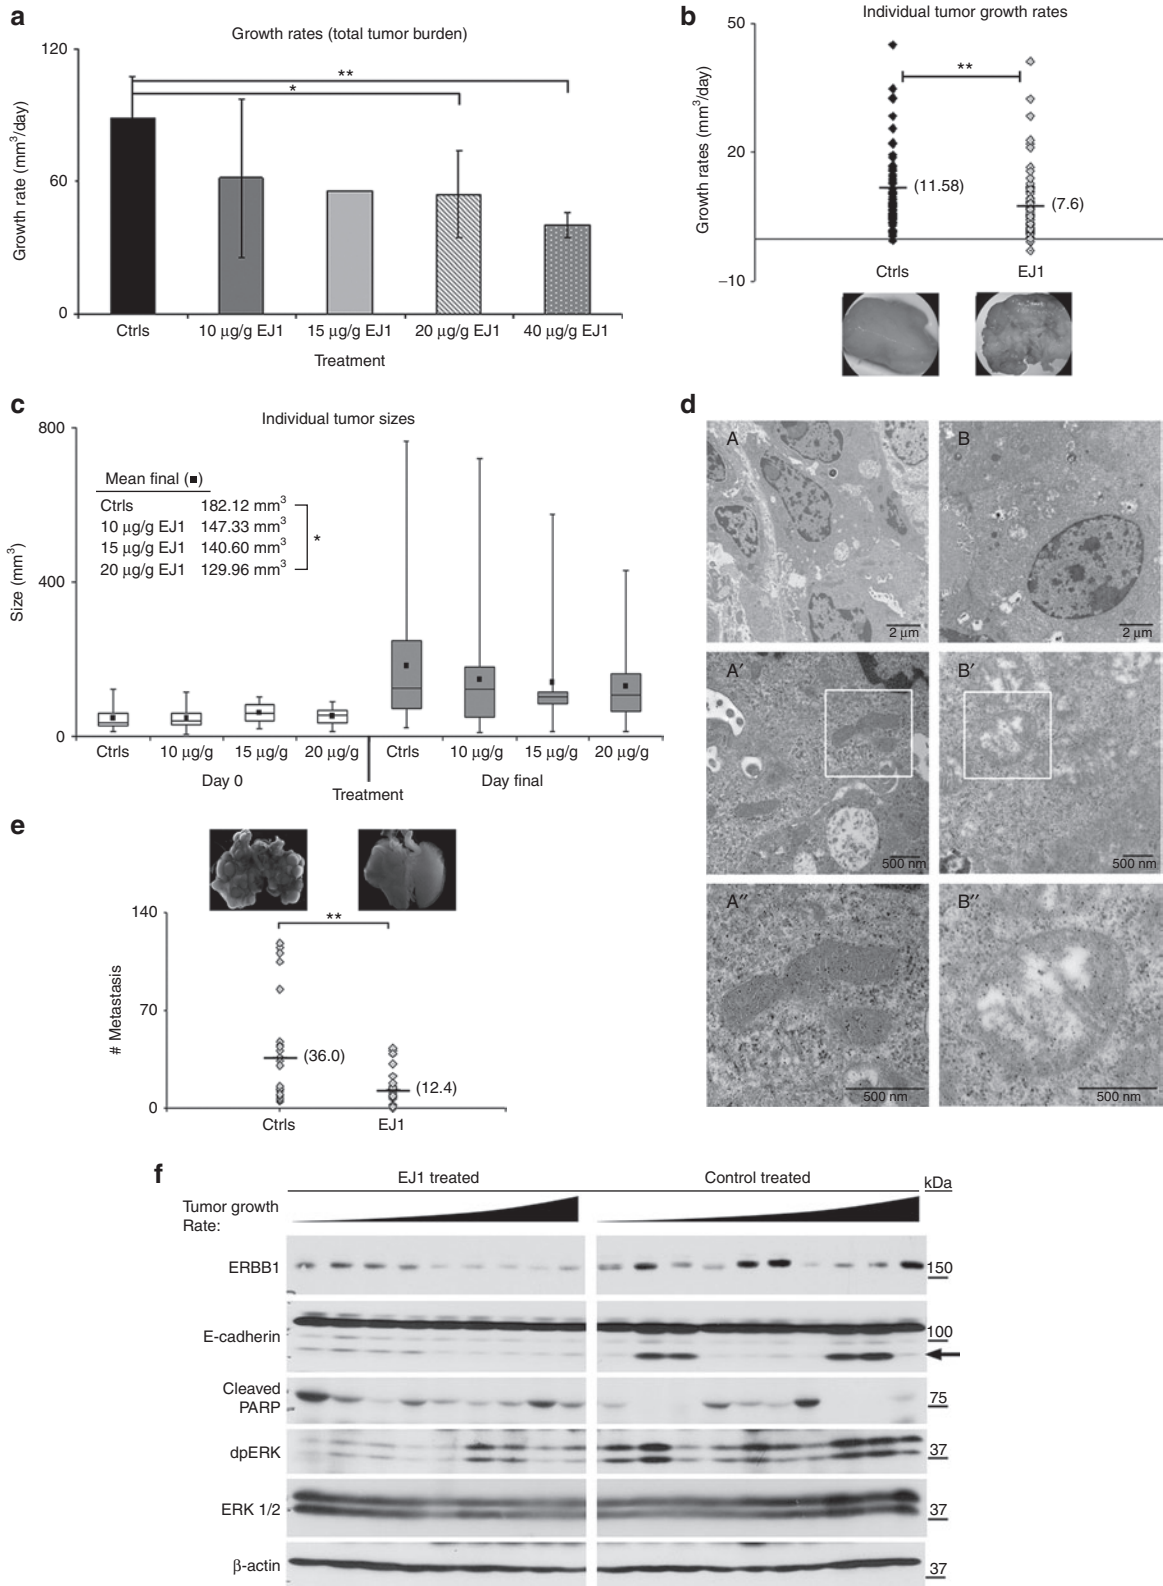 a
Growth rates (total tumor burden)
Growth rate (mm³/day)
120
60
0
**
*
Ctrls 10 µg/g EJ1 15 µg/g EJ1 20 µg/g EJ1 40 µg/g EJ1
Treatment
b
Individual tumor growth rates
Growth rates (mm³/day)
50
20
−10
**
(11.58)
(7.6)
Ctrls EJ1
c
Individual tumor sizes
Size (mm³)
800
400
0
Mean final (■)
Ctrls 182.12 mm³
10 µg/g EJ1 147.33 mm³
15 µg/g EJ1 140.60 mm³
20 µg/g EJ1 129.96 mm³
*
Ctrls 10 µg/g 15 µg/g 20 µg/g Ctrls 10 µg/g 15 µg/g 20 µg/g
Day 0 Day final
Treatment
d
A B
2 µm 2 µm
A′ B′
500 nm 500 nm
A″ B″
500 nm 500 nm
e
# Metastasis
140
70
0
**
(36.0)
(12.4)
Ctrls EJ1
f
EJ1 treated Control treated kDa
Tumor growth
Rate:
ERBB1 150
E-cadherin 100
Cleaved
PARP 75
dpERK 37
ERK 1/2 37
β-actin 37